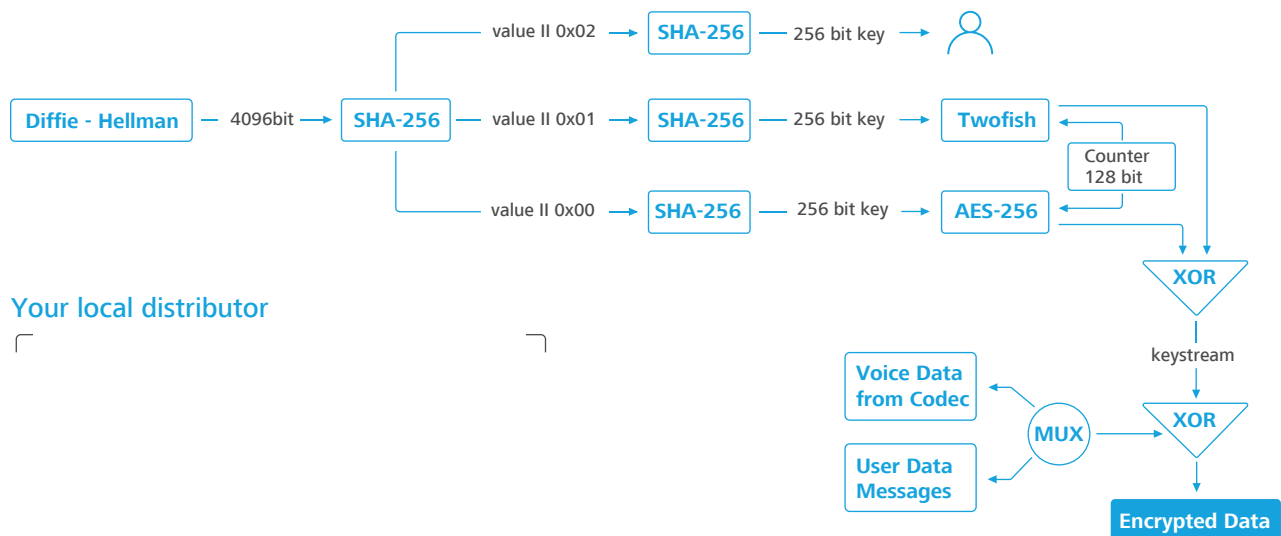 value II 0x02
SHA-256
256 bit key
Diffie - Hellman
4096bit
SHA-256
value II 0x01
SHA-256
256 bit key
Twofish
Counter
128 bit
value II 0x00
SHA-256
256 bit key
AES-256
XOR
Your local distributor
keystream
Voice Data
from Codec
MUX
XOR
User Data
Messages
Encrypted Data